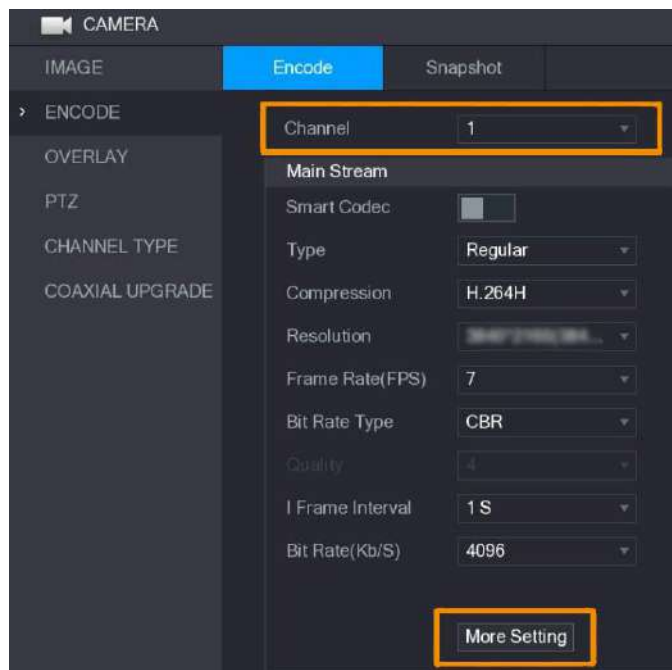 CAMERA
IMAGE
Encode
Snapshot
ENCODE
Channel
1
OVERLAY
Main Stream
PTZ
Smart Codec
CHANNEL TYPE
Type
Regular
COAXIAL UPGRADE
Compression
H.264H
Resolution
Frame Rate(FPS)
7
Bit Rate Type
CBR
Quality
4
I Frame Interval
1 S
Bit Rate(Kb/S)
4096
More Setting